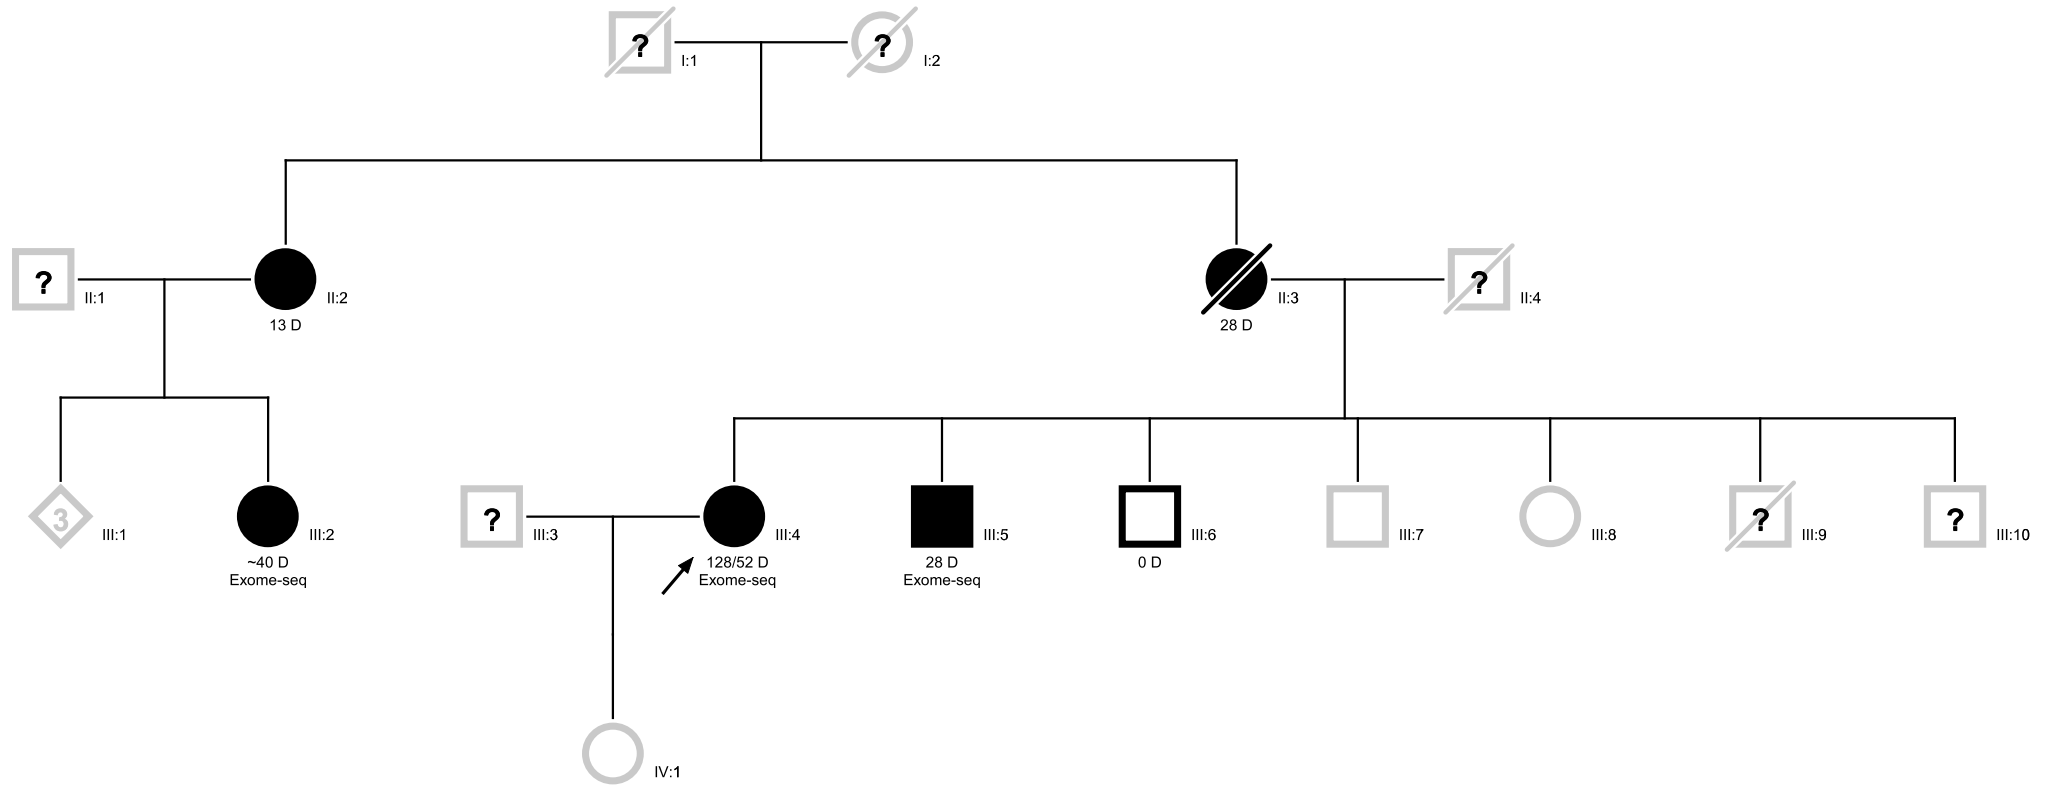 ? I:1 ? I:2
? II:1 II:2 II:3 ? II:4
13 D 28 D
3 III:1 III:2 ? III:3 III:4 III:5 III:6 III:7 III:8 ? III:9 ? III:10
~40 D 128/52 D 28 D 0 D
Exome-seq Exome-seq Exome-seq
IV:1